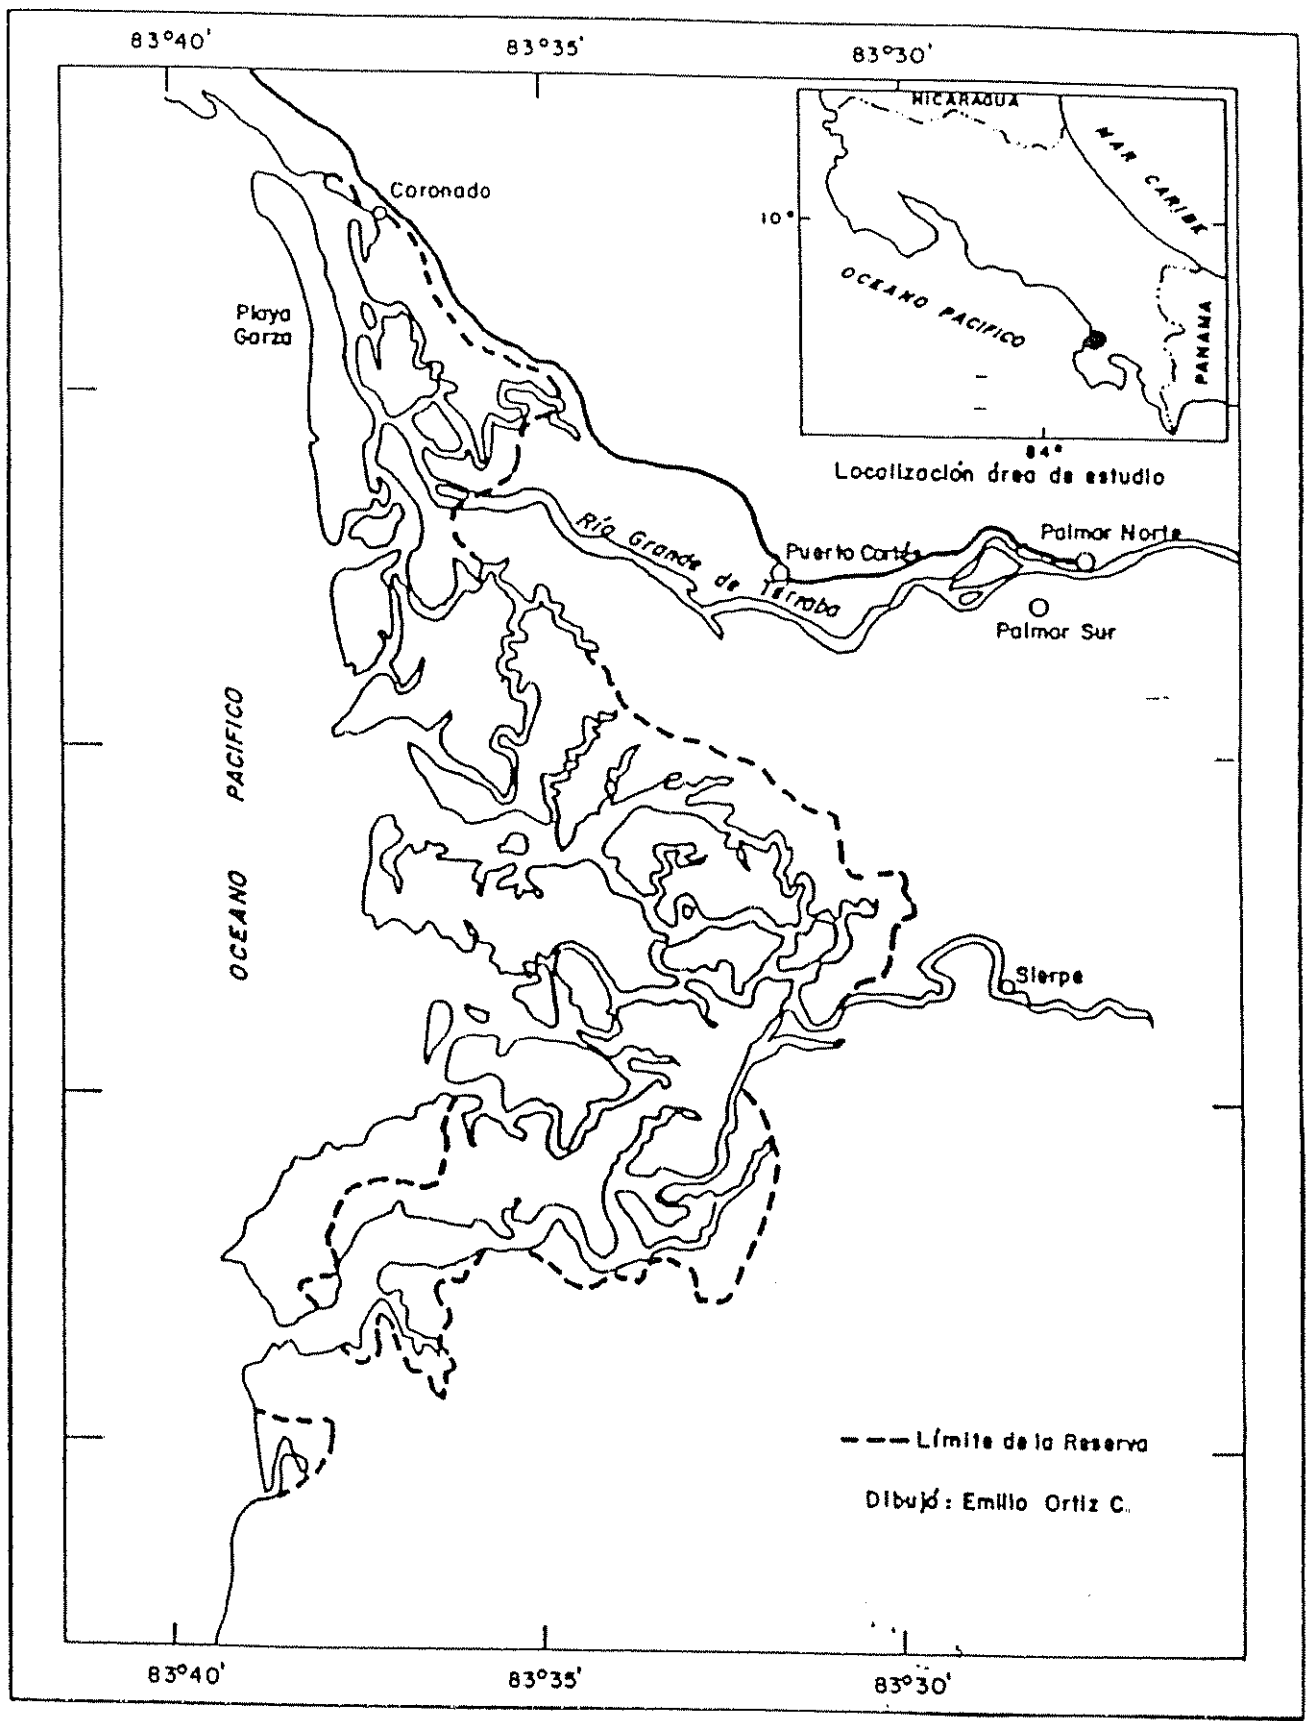 83°40'
83°35'
83°30'
NICARAGUA
MAR CARIBE
10°
OCEANO PACIFICO
PANAMA
84°
Localización área de estudio
Coronado
Playa
Garza
Río Grande de Térraba
Puerto Cortés
Palmar Norte
Palmar Sur
OCEANO PACIFICO
Sierpe
Límite de la Reserva
Dibujó: Emilio Ortiz C.
83°40'
83°35'
83°30'